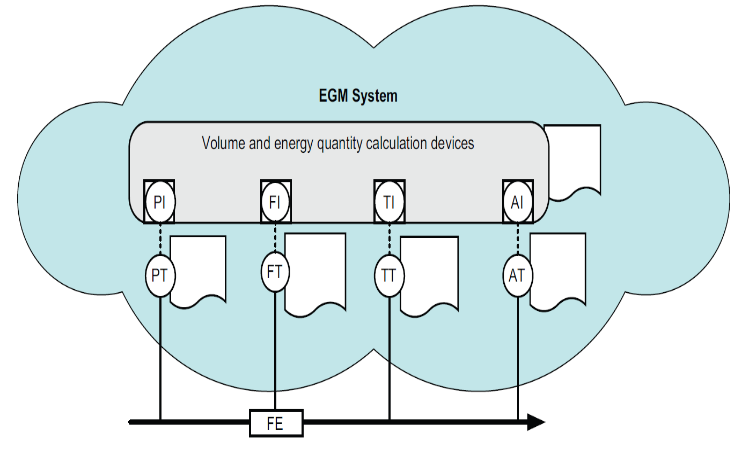 EGM System
Volume and energy quantity calculation devices
PI FI TI AI
PT FT TT AT
FE